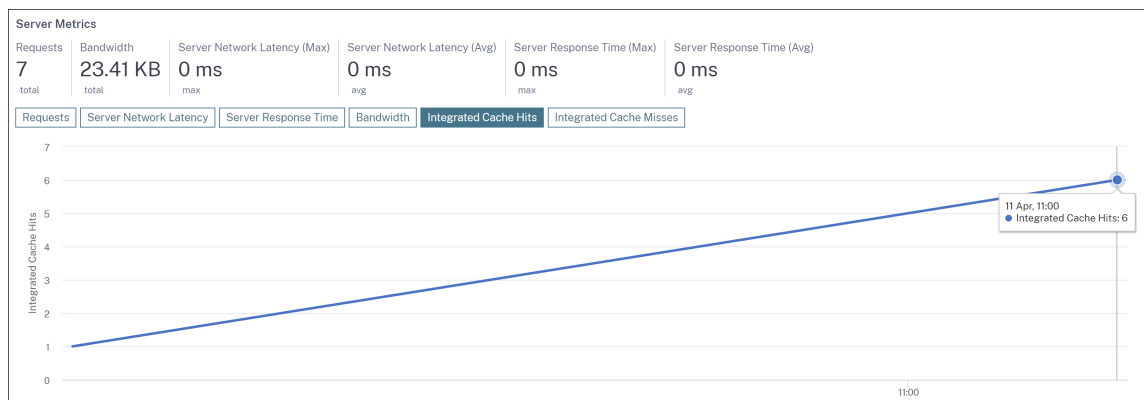 Server Metrics
Requests
7
total
Bandwidth
23.41 KB
total
Server Network Latency (Max)
0 ms
max
Server Network Latency (Avg)
0 ms
avg
Server Response Time (Max)
0 ms
max
Server Response Time (Avg)
0 ms
avg
Requests
Server Network Latency
Server Response Time
Bandwidth
Integrated Cache Hits
Integrated Cache Misses
Integrated Cache Hits
7
6
5
4
3
2
1
0
11 Apr, 11:00
Integrated Cache Hits: 6
11:00